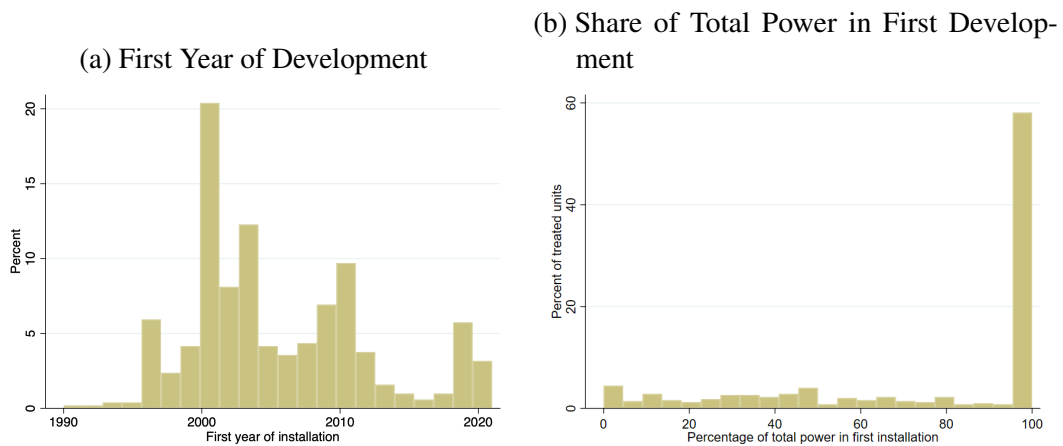 (a) First Year of Development
20
15
10
5
0
Percent
1990
2000
2010
2020
First year of installation
(b) Share of Total Power in First Develop-
ment
60
40
20
0
Percent of treated units
0
20
40
60
80
100
Percentage of total power in first installation